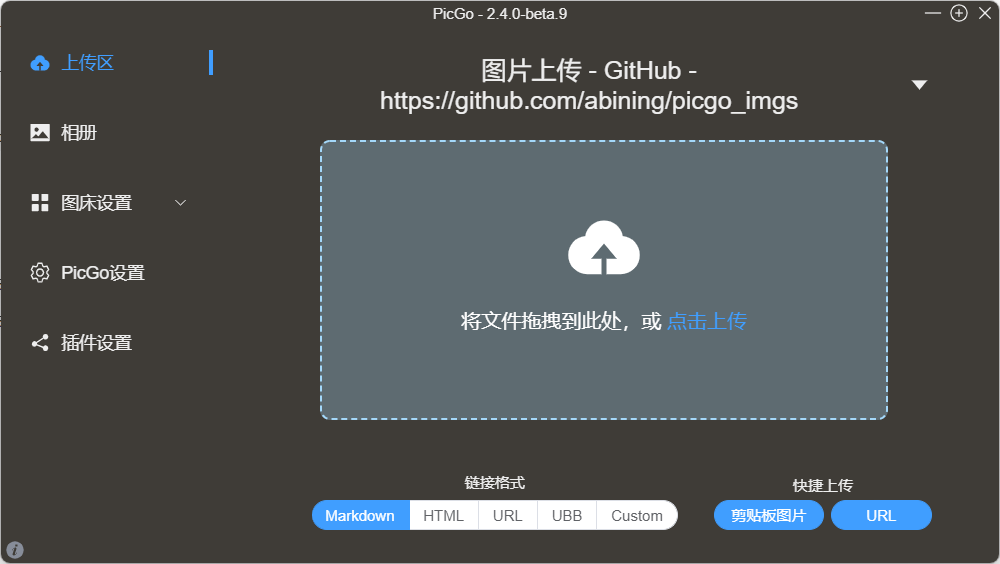 PicGo - 2.4.0-beta.9
上传区
相册
图床设置
PicGo设置
插件设置
图片上传 - GitHub -
https://github.com/abining/picgo_imgs
将文件拖拽到此处，或 点击上传
链接格式
Markdown HTML URL UBB Custom
快捷上传
剪贴板图片 URL